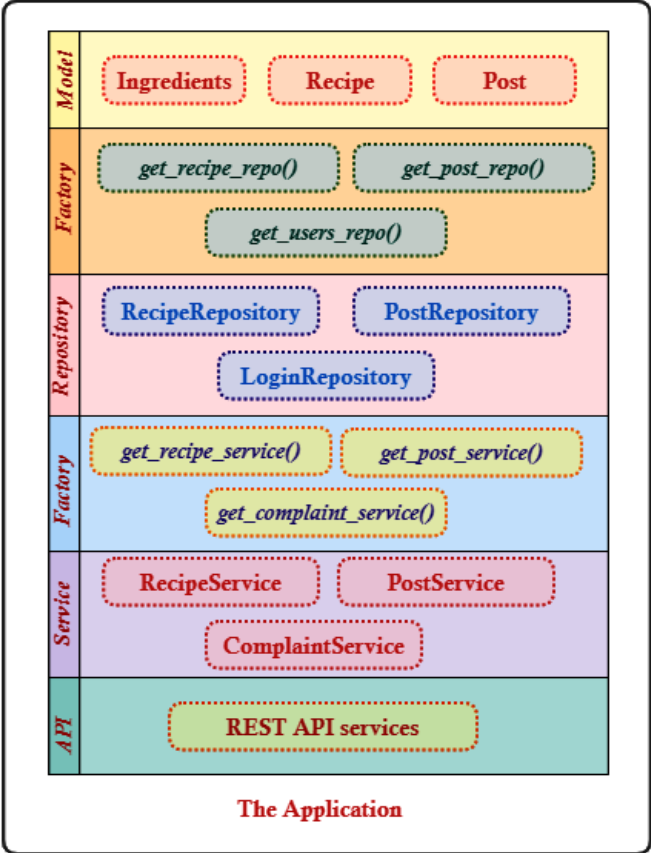 Model
Ingredients Recipe Post
Factory
get_recipe_repo() get_post_repo()
get_users_repo()
Repository
RecipeRepository PostRepository
LoginRepository
Factory
get_recipe_service() get_post_service()
get_complaint_service()
Service
RecipeService PostService
ComplaintService
API
REST API services
The Application